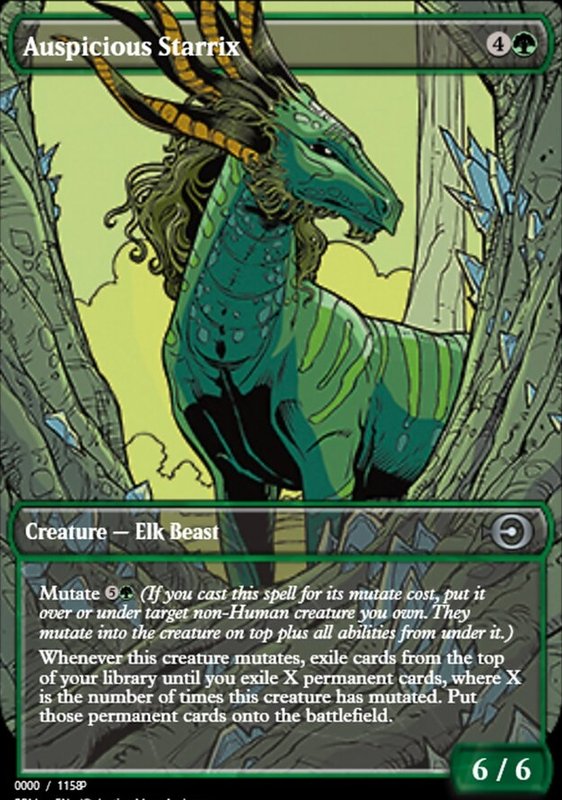 Auspicious Starrix
4
Creature — Elk Beast
Mutate 5 (If you cast this spell for its mutate cost, put it
over or under target non-Human creature you own. They
mutate into the creature on top plus all abilities from under it.)
Whenever this creature mutates, exile cards from the top
of your library until you exile X permanent cards, where X
is the number of times this creature has mutated. Put
those permanent cards onto the battlefield.
6 / 6
0000 / 1158P